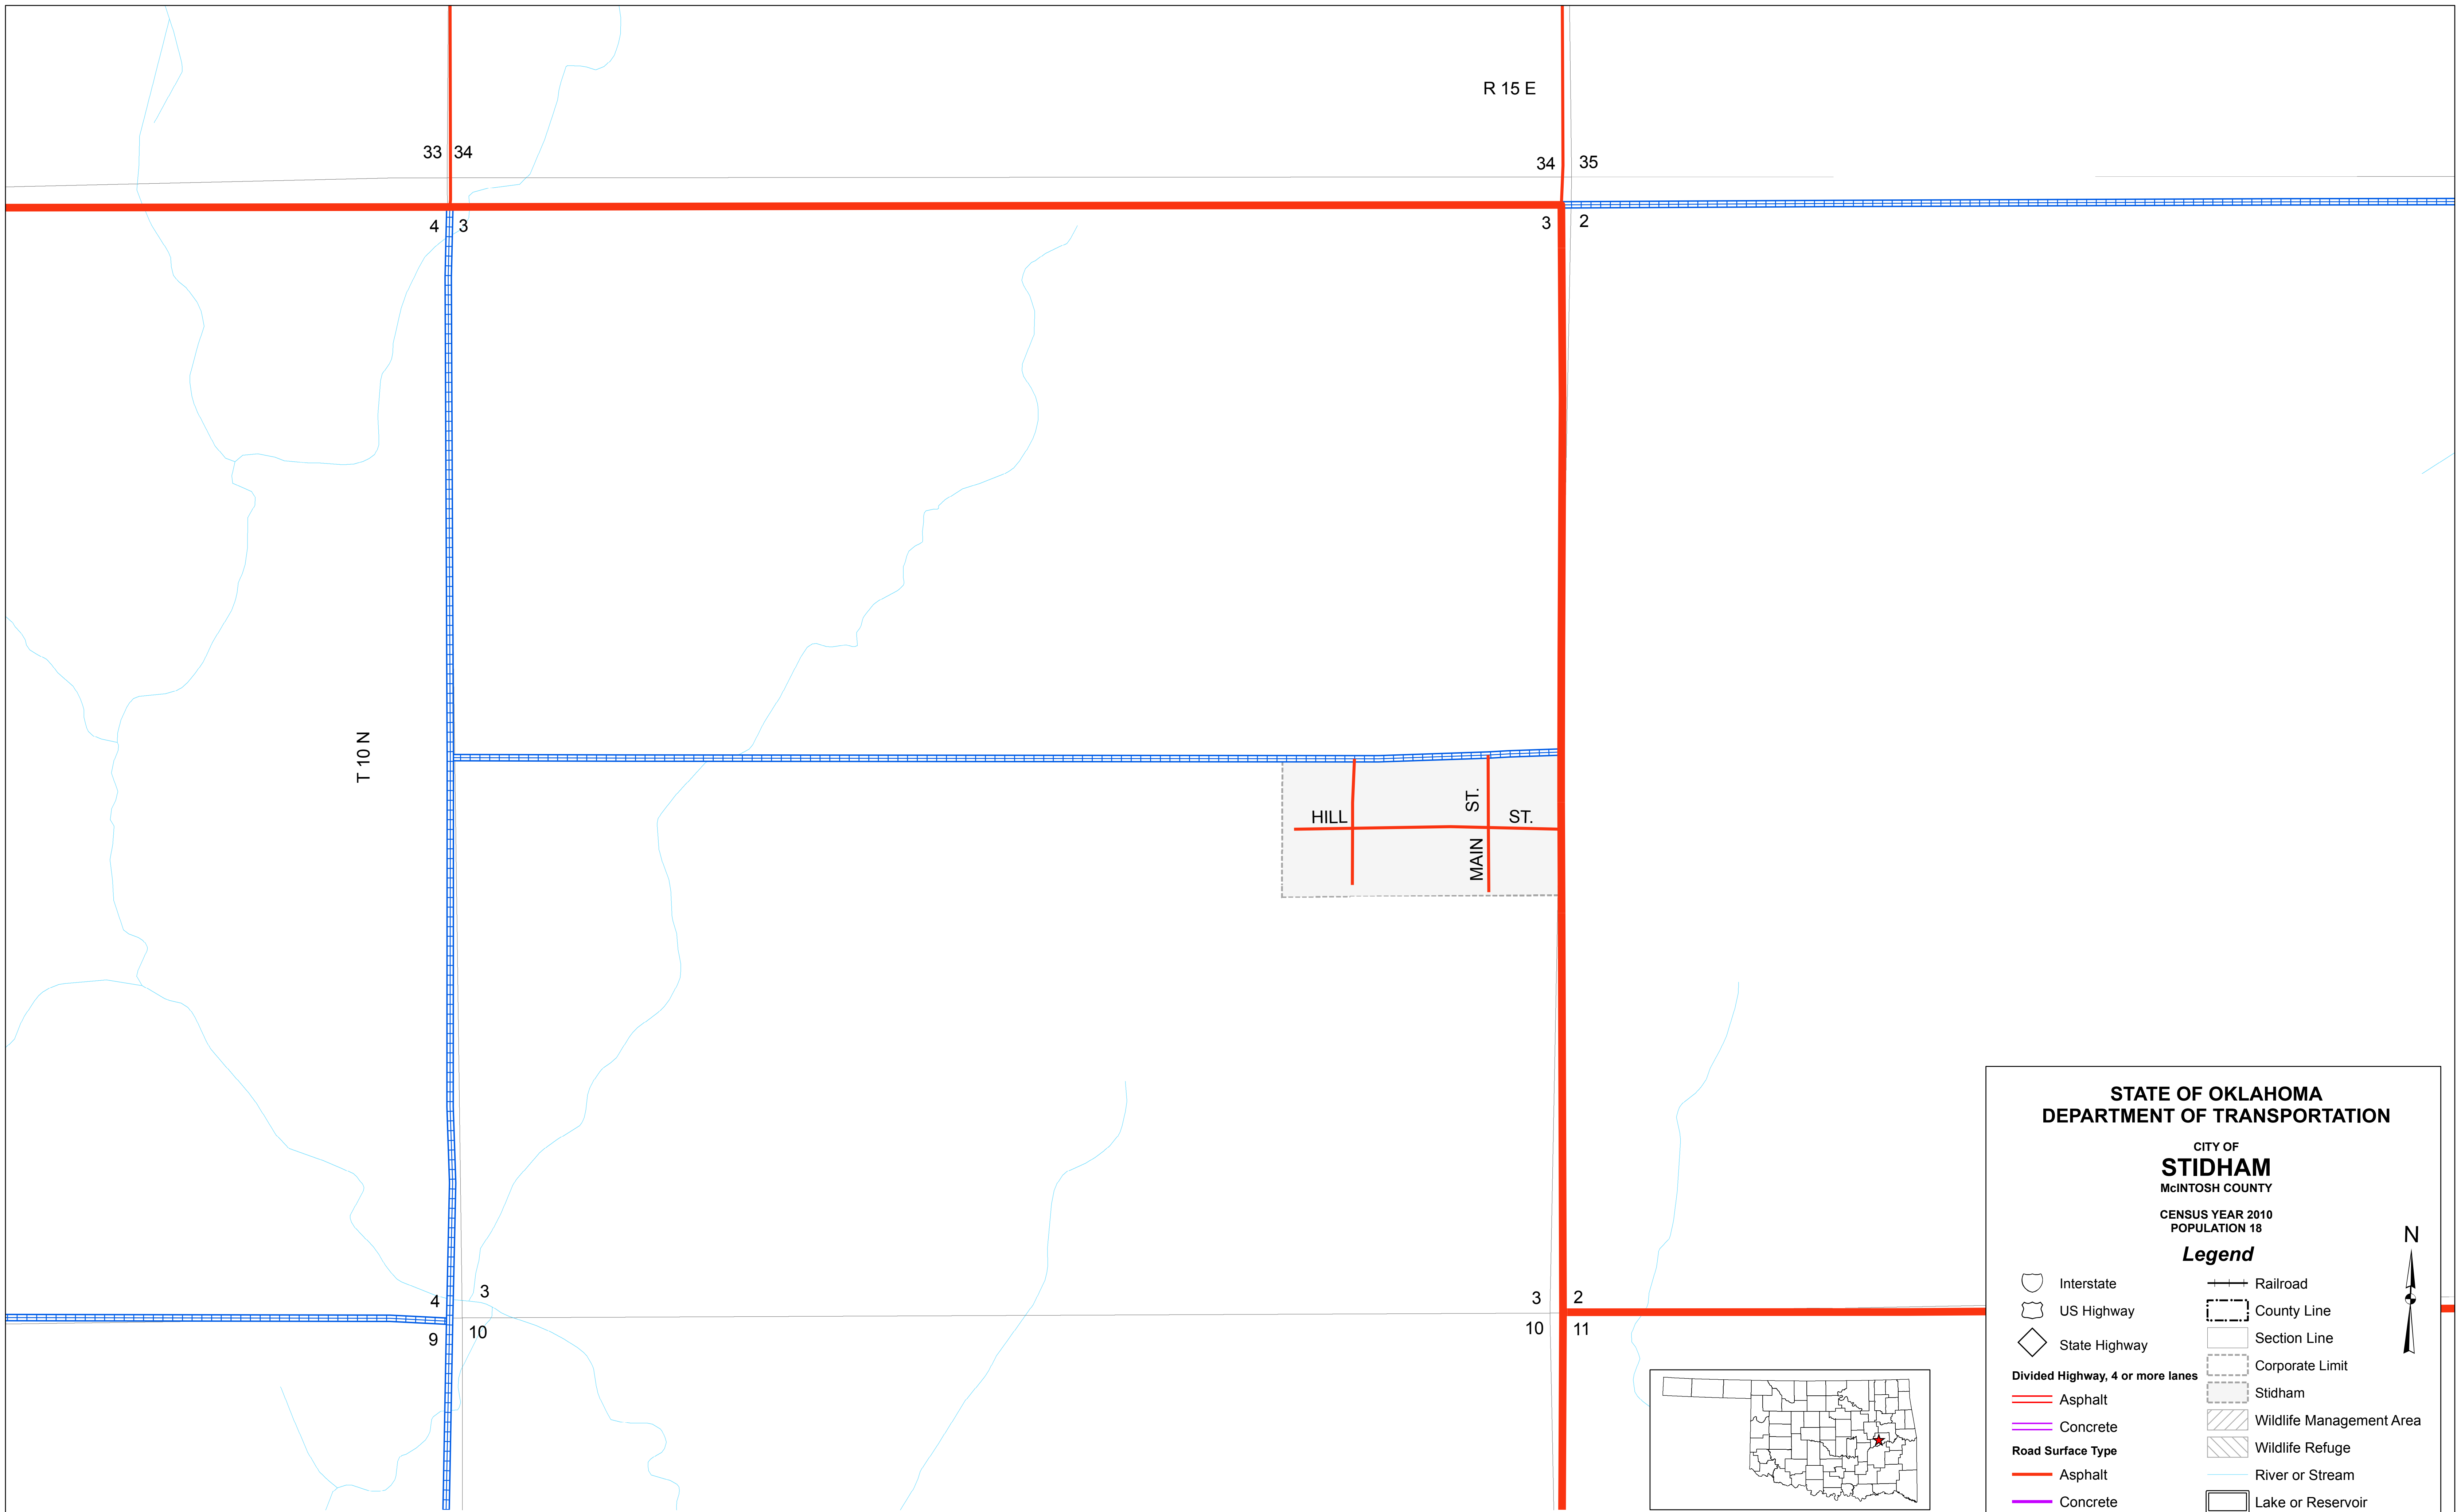 R 15 E
33 34
34 35
4 3
3 2
T 10 N
HILL ST.
MAIN ST.
4 3
9 10
3 2
10 11
STATE OF OKLAHOMA
DEPARTMENT OF TRANSPORTATION
CITY OF
STIDHAM
McINTOSH COUNTY
CENSUS YEAR 2010
POPULATION 18
N
Legend
Interstate
US Highway
State Highway
Divided Highway, 4 or more lanes
Asphalt
Concrete
Road Surface Type
Asphalt
Concrete
Railroad
County Line
Section Line
Corporate Limit
Stidham
Wildlife Management Area
Wildlife Refuge
River or Stream
Lake or Reservoir